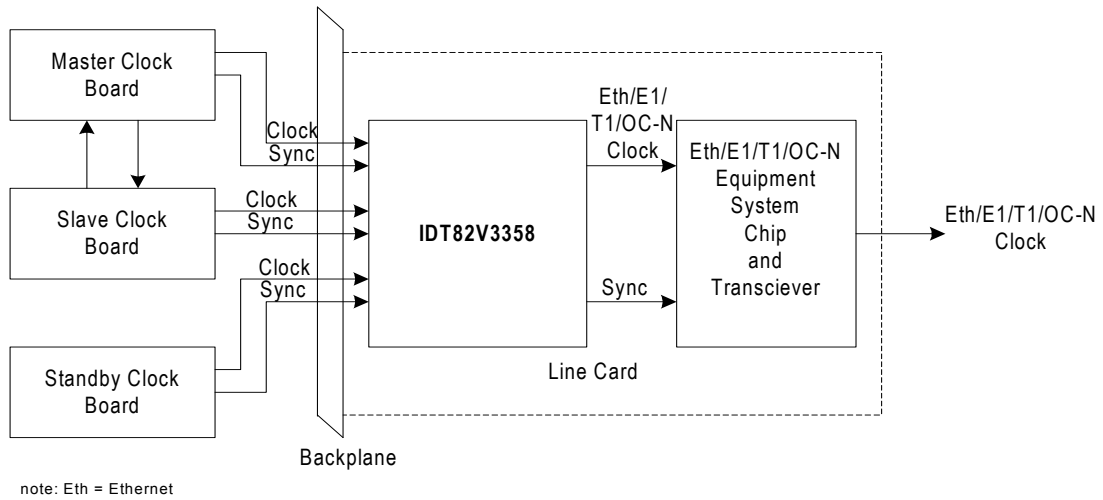 Master Clock
Board
Clock
Sync
Slave Clock
Board
Clock
Sync
Standby Clock
Board
Clock
Sync
Backplane
IDT82V3358
Eth/E1/
T1/OC-N
Clock
Sync
Eth/E1/T1/OC-N
Equipment
System
Chip
and
Transciever
Line Card
Eth/E1/T1/OC-N
Clock
note: Eth = Ethernet